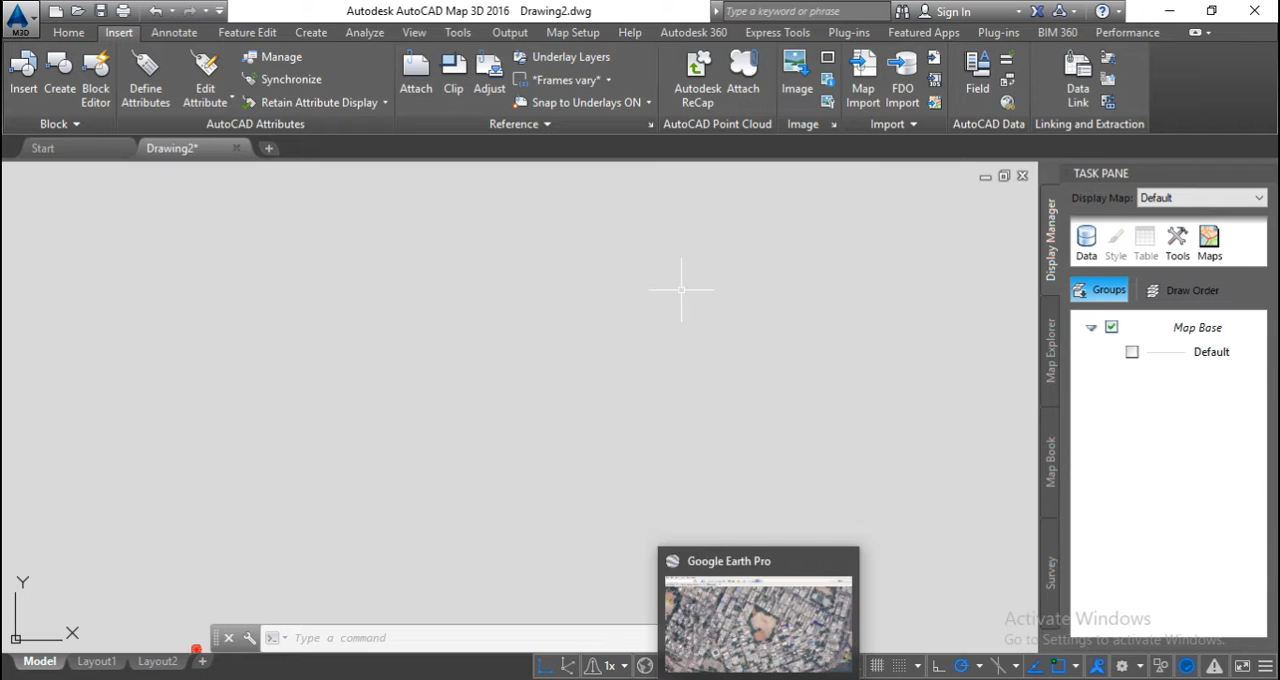 Autodesk AutoCAD Map 3D 2016 Drawing2.dwg
Type a keyword or phrase
Sign In
M3D
Home Insert Annotate Feature Edit Create Analyze View Tools Output Map Setup Help Autodesk 360 Express Tools Plug-ins Featured Apps Plug-ins BIM 360 Performance
Insert
Create
Block Editor
Block
Define Attributes
Edit Attribute
Manage
Synchronize
Retain Attribute Display
AutoCAD Attributes
Attach
Clip
Adjust
Underlay Layers
*Frames vary*
Snap to Underlays ON
Reference
Autodesk ReCap
Attach
AutoCAD Point Cloud
Image
Image
Map Import
FDO Import
Import
Field
AutoCAD Data
Data Link
Linking and Extraction
Start
Drawing2*
TASK PANE
Display Map: Default
Data Style Table Tools Maps
Groups
Draw Order
Map Base
Default
Display Manager
Map Explorer
Map Book
Survey
Google Earth Pro
Activate Windows
Go to Settings to activate Windows.
Y
X
Type a command
Model Layout1 Layout2
1x